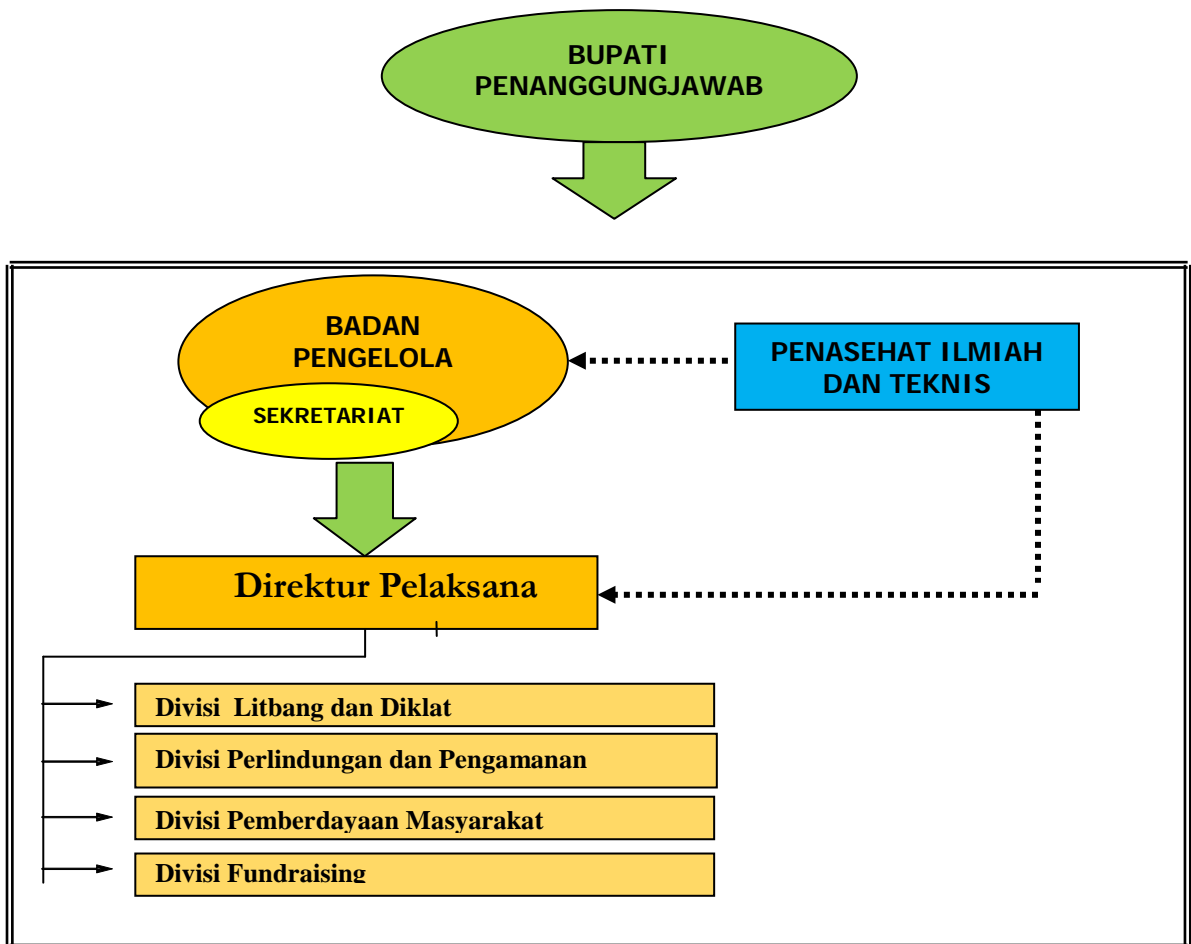 BUPATI
PENANGGUNGJAWAB
BADAN
PENGELOLA
SEKRETARIAT
PENASEHAT ILMIAH
DAN TEKNIS
Direktur Pelaksana
Divisi Litbang dan Diklat
Divisi Perlindungan dan Pengamanan
Divisi Pemberdayaan Masyarakat
Divisi Fundraising